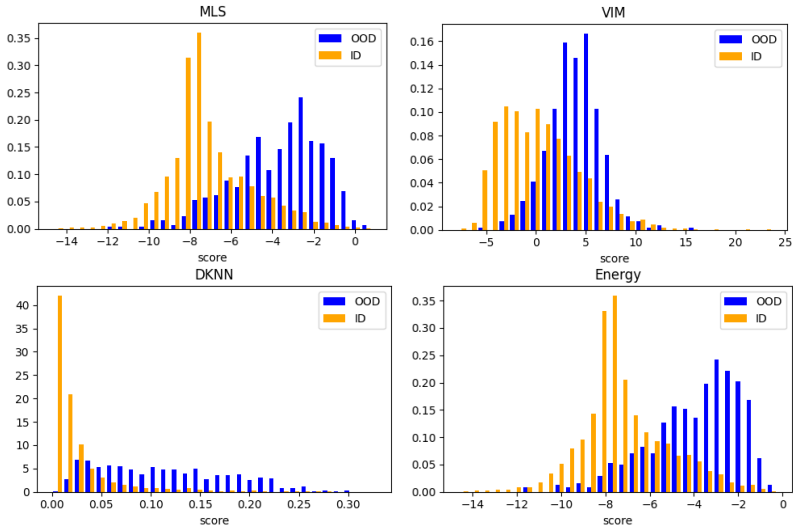 MLS
0.35
0.30
0.25
0.20
0.15
0.10
0.05
0.00
−14 −12 −10 −8 −6 −4 −2 0
score
OOD
ID
VIM
0.16
0.14
0.12
0.10
0.08
0.06
0.04
0.02
0.00
−5 0 5 10 15 20 25
score
OOD
ID
DKNN
40
35
30
25
20
15
10
5
0
0.00 0.05 0.10 0.15 0.20 0.25 0.30
score
OOD
ID
Energy
0.35
0.30
0.25
0.20
0.15
0.10
0.05
0.00
−14 −12 −10 −8 −6 −4 −2 0
score
OOD
ID